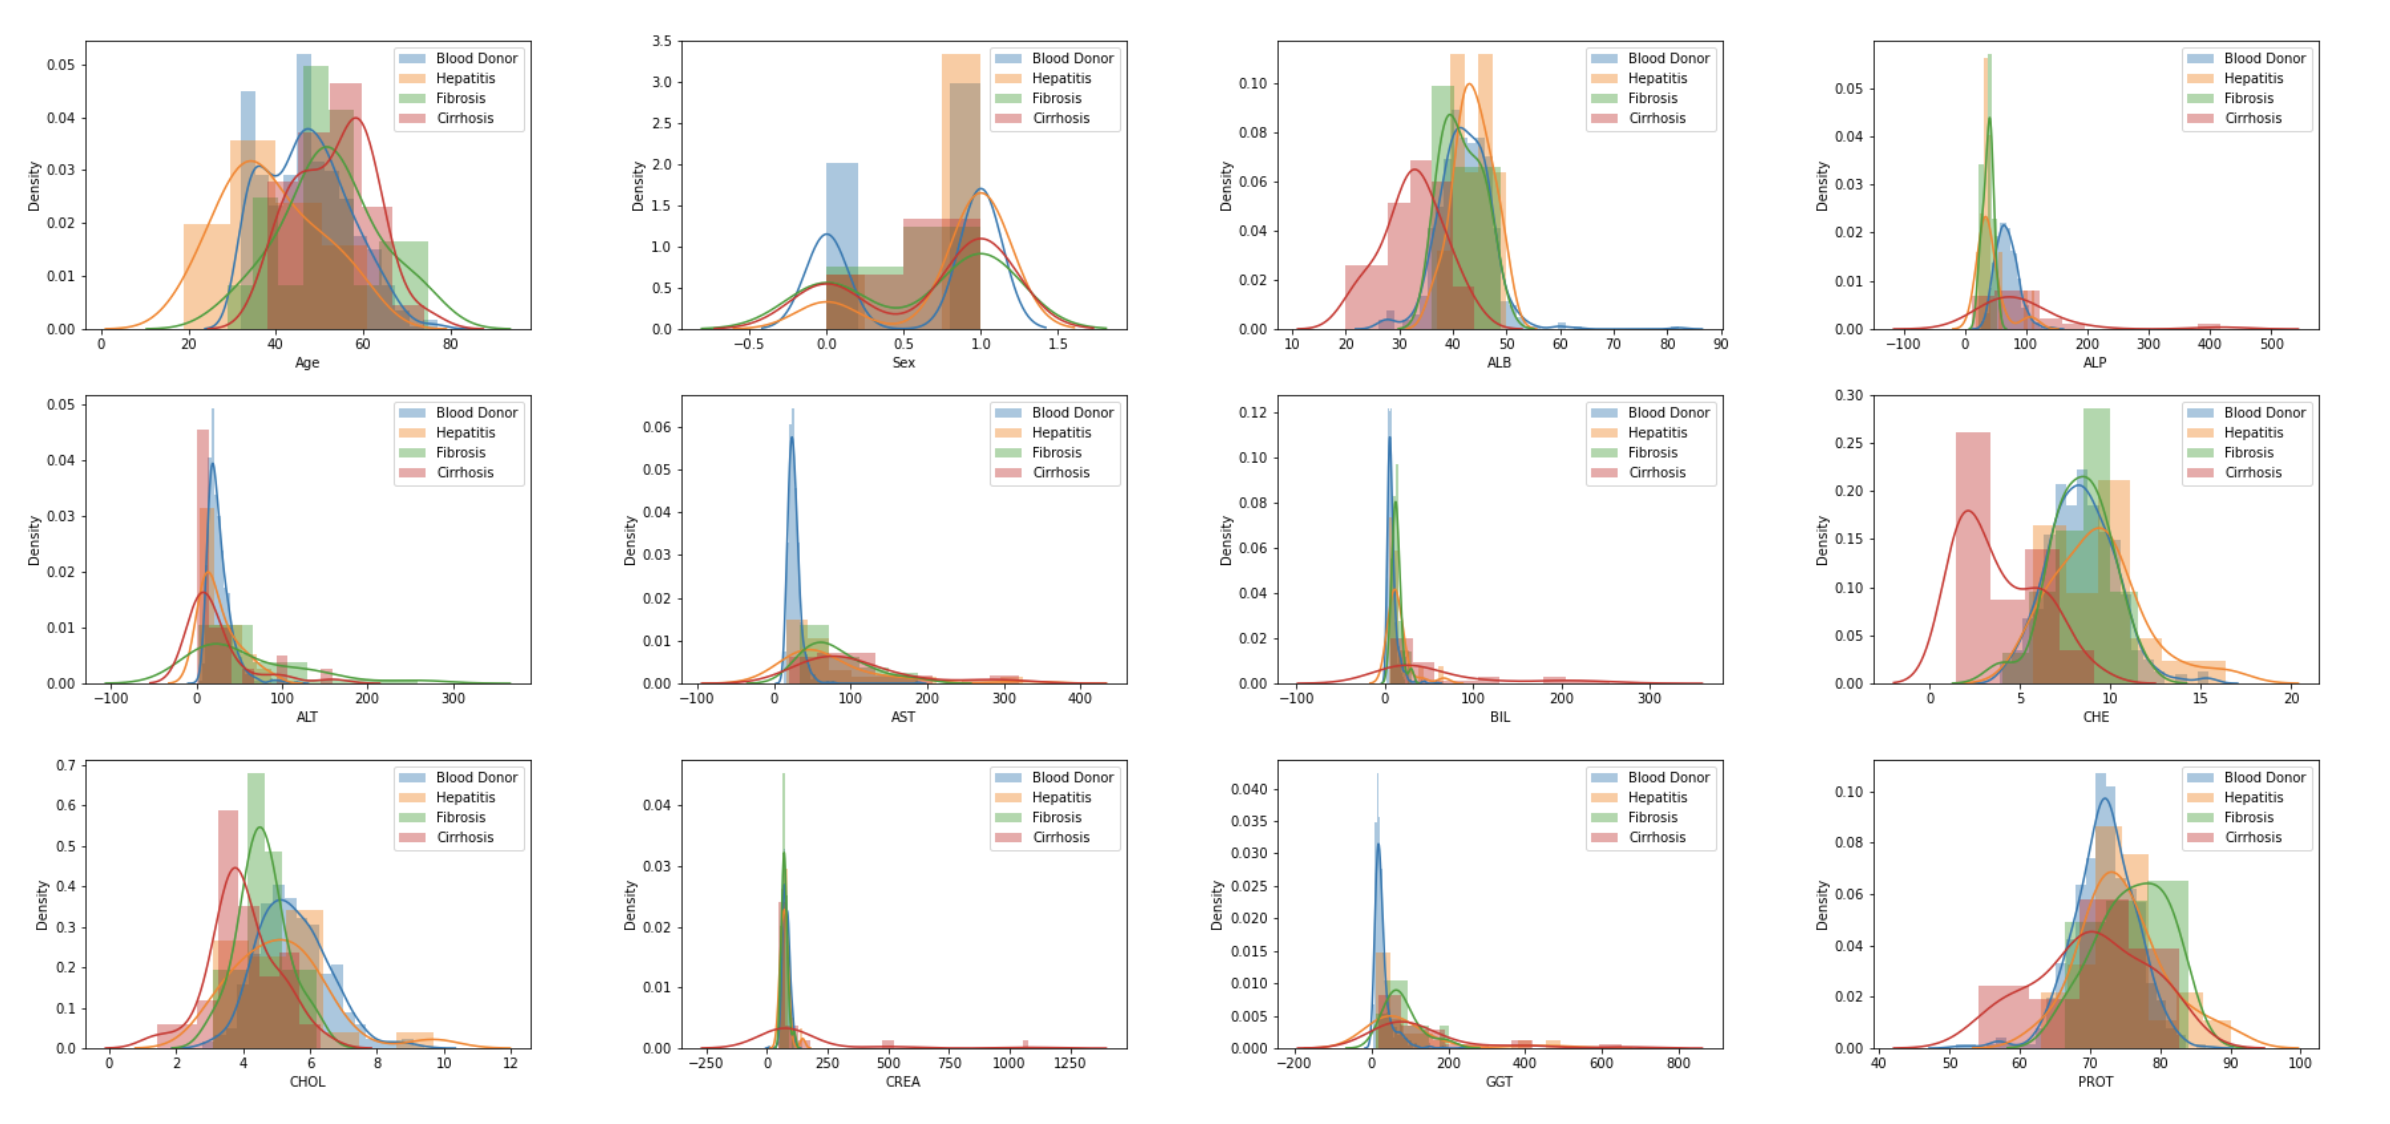 Blood Donor
Hepatitis
Fibrosis
Cirrhosis
0.05
0.04
0.03
0.02
0.01
0.00
Density
0 20 40 60 80
Age
Blood Donor
Hepatitis
Fibrosis
Cirrhosis
3.5
3.0
2.5
2.0
1.5
1.0
0.5
0.0
Density
−0.5 0.0 0.5 1.0 1.5
Sex
Blood Donor
Hepatitis
Fibrosis
Cirrhosis
0.10
0.08
0.06
0.04
0.02
0.00
Density
10 20 30 40 50 60 70 80 90
ALB
Blood Donor
Hepatitis
Fibrosis
Cirrhosis
0.05
0.04
0.03
0.02
0.01
0.00
Density
−100 0 100 200 300 400 500
ALP
Blood Donor
Hepatitis
Fibrosis
Cirrhosis
0.05
0.04
0.03
0.02
0.01
0.00
Density
−100 0 100 200 300
ALT
Blood Donor
Hepatitis
Fibrosis
Cirrhosis
0.06
0.05
0.04
0.03
0.02
0.01
0.00
Density
−100 0 100 200 300 400
AST
Blood Donor
Hepatitis
Fibrosis
Cirrhosis
0.12
0.10
0.08
0.06
0.04
0.02
0.00
Density
−100 0 100 200 300
BIL
Blood Donor
Hepatitis
Fibrosis
Cirrhosis
0.30
0.25
0.20
0.15
0.10
0.05
0.00
Density
0 5 10 15 20
CHE
Blood Donor
Hepatitis
Fibrosis
Cirrhosis
0.7
0.6
0.5
0.4
0.3
0.2
0.1
0.0
Density
0 2 4 6 8 10 12
CHOL
Blood Donor
Hepatitis
Fibrosis
Cirrhosis
0.04
0.03
0.02
0.01
0.00
Density
−250 0 250 500 750 1000 1250
CREA
Blood Donor
Hepatitis
Fibrosis
Cirrhosis
0.040
0.035
0.030
0.025
0.020
0.015
0.010
0.005
0.000
Density
−200 0 200 400 600 800
GGT
Blood Donor
Hepatitis
Fibrosis
Cirrhosis
0.10
0.08
0.06
0.04
0.02
0.00
Density
40 50 60 70 80 90 100
PROT